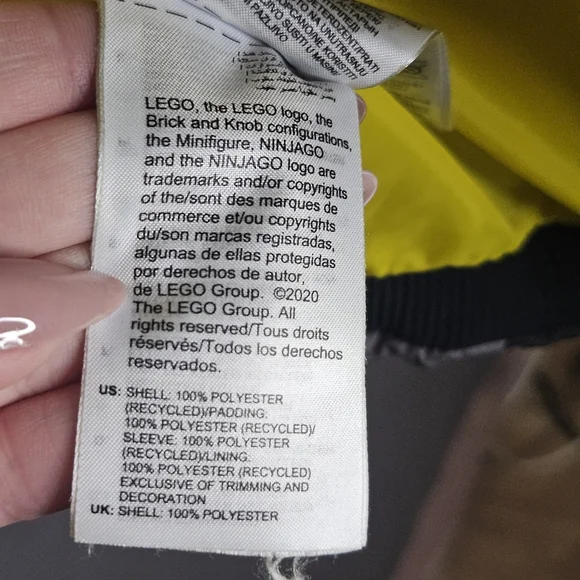 LEGO, the LEGO logo, the
Brick and Knob configurations,
the Minifigure, NINJAGO
and the NINJAGO logo are
trademarks and/or copyrights
of the/sont des marques de
commerce et/ou copyrights
du/son marcas registradas,
algunas de ellas protegidas
por derechos de autor,
de LEGO Group. ©2020
The LEGO Group. All
rights reserved/Tous droits
réservés/Todos los derechos
reservados.
US: SHELL: 100% POLYESTER
(RECYCLED)/PADDING:
100% POLYESTER (RECYCLED)/
SLEEVE: 100% POLYESTER
(RECYCLED)/LINING:
100% POLYESTER (RECYCLED)
EXCLUSIVE OF TRIMMING AND
DECORATION
UK: SHELL: 100% POLYESTER